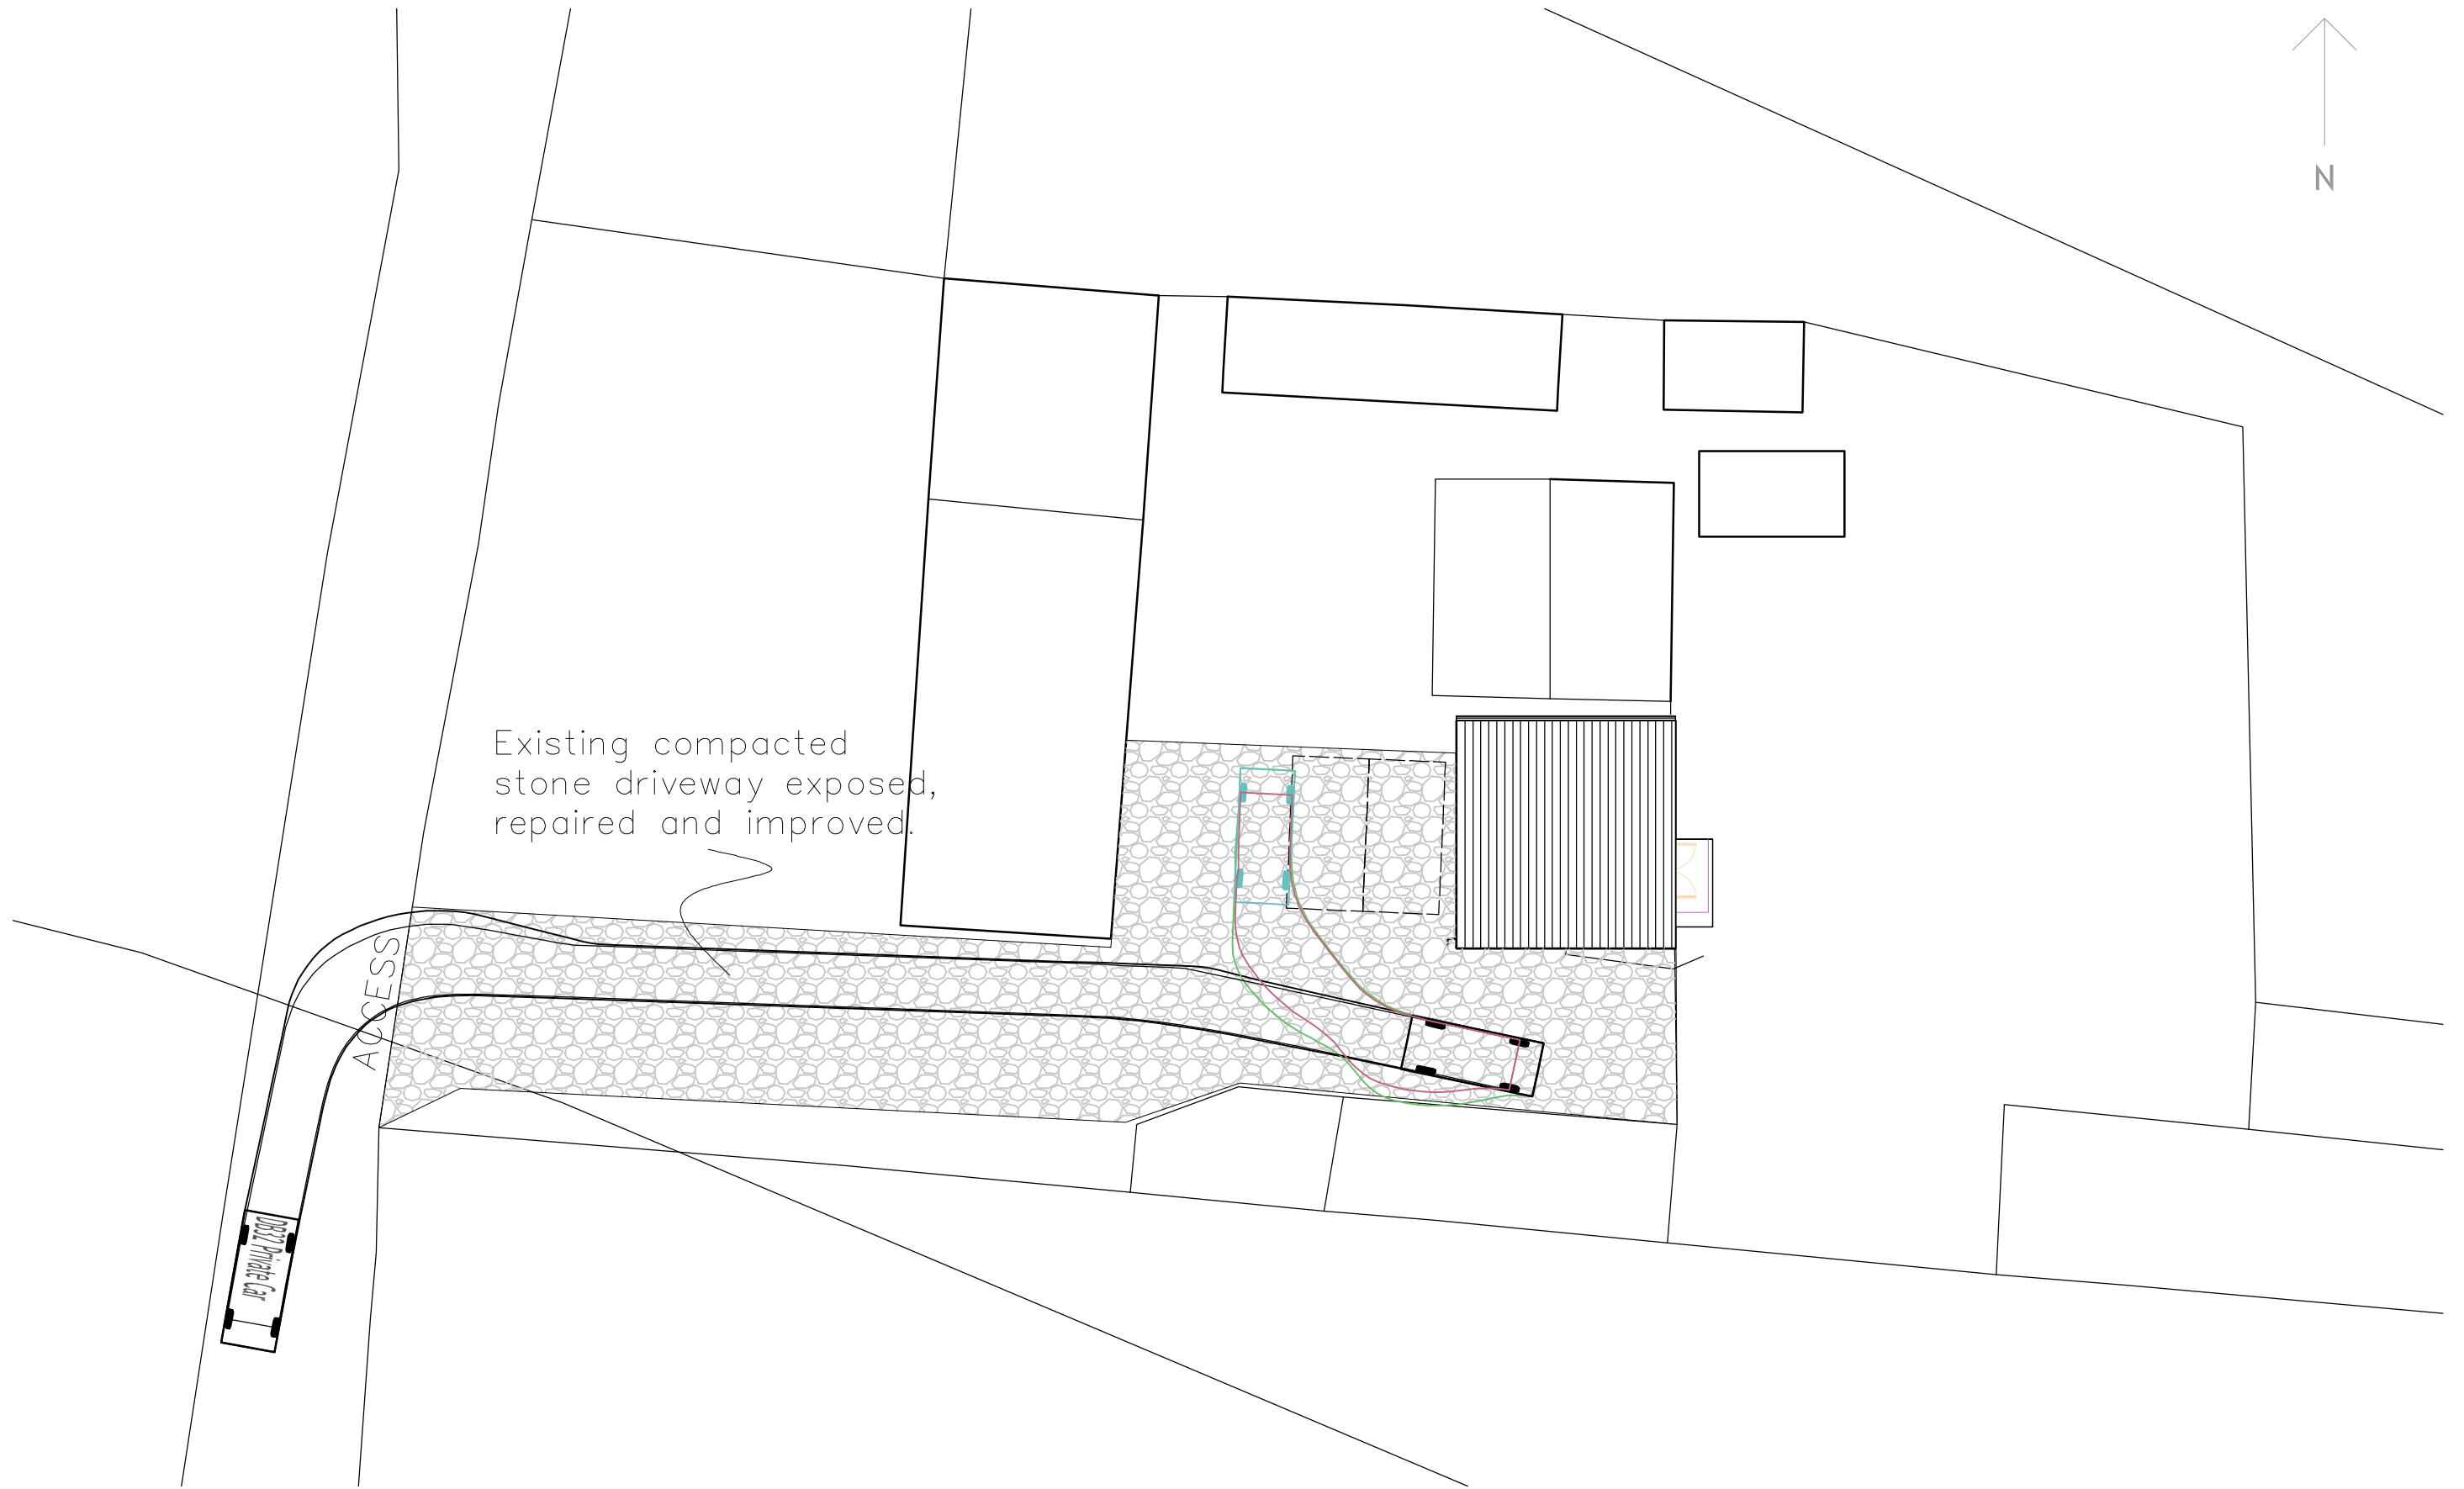 N
Existing compacted
stone driveway exposed,
repaired and improved.
ACCESS
DB32 Private Car